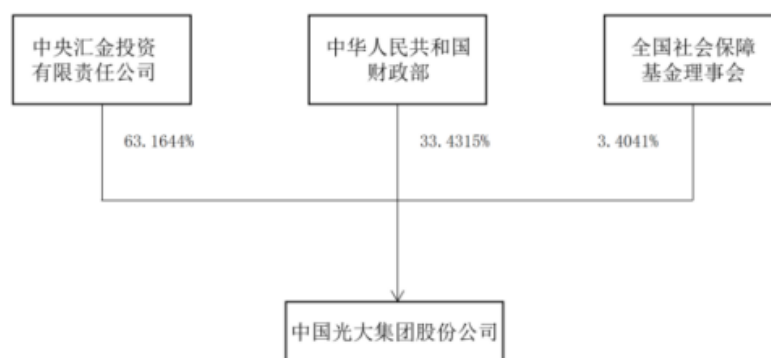 中央汇金投资
有限责任公司
中华人民共和国
财政部
全国社会保障
基金理事会
63.1644%
33.4315%
3.4041%
中国光大集团股份公司